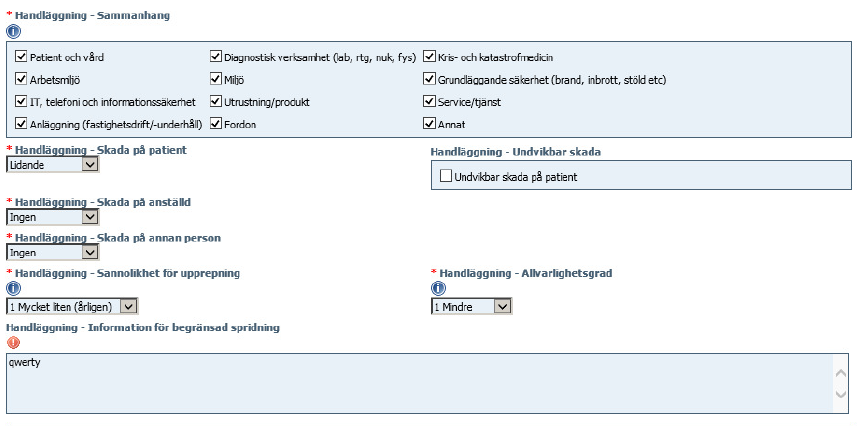 * Handläggning - Sammanhang
Patient och vård Diagnostisk verksamhet (lab, rtg, nuk, fys) Kris- och katastrofmedicin
Arbetsmiljö Miljö Grundläggande säkerhet (brand, inbrott, stöld etc)
IT, telefoni och informationssäkerhet Utrustning/produkt Service/tjänst
Anläggning (fastighetsdrift/-underhåll) Fordon Annat
* Handläggning - Skada på patient
Lidande
Handläggning - Undvikbar skada
Undvikbar skada på patient
* Handläggning - Skada på anställd
Ingen
* Handläggning - Skada på annan person
Ingen
* Handläggning - Sannolikhet för upprepning
1 Mycket liten (årligen)
* Handläggning - Allvarlighetsgrad
1 Mindre
Handläggning - Information för begränsad spridning
qwerty